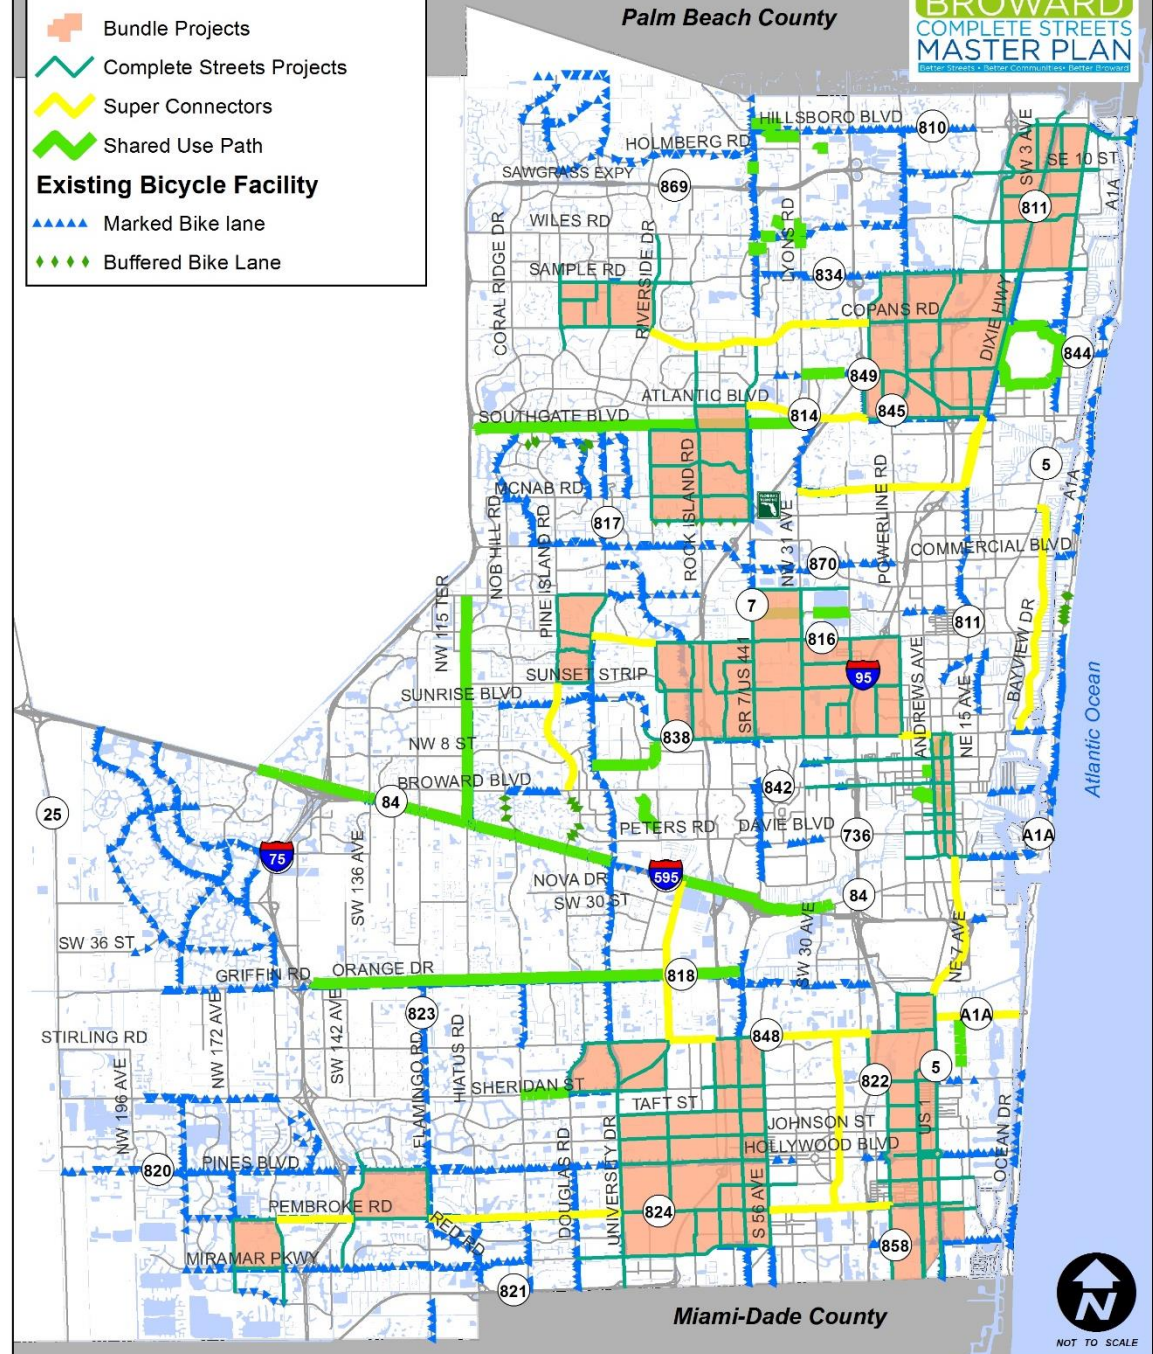 Palm Beach County
BROWARD
COMPLETE STREETS
MASTER PLAN
Better Streets • Better Communities • Better Broward
Bundle Projects
Complete Streets Projects
Super Connectors
Shared Use Path
Existing Bicycle Facility
Marked Bike lane
Buffered Bike Lane
HILLSBORO BLVD
810
HOLMBERG RD
SW 3 AVE
SE 10 ST
SAWGRASS EXPY
869
A1A
811
WILES RD
LYONS RD
CORAL RIDGE DR
RIVERSIDE DR
SAMPLE RD
834
COPANS RD
DIXIE HWY
844
849
ATLANTIC BLVD
814
845
SOUTHGATE BLVD
ROCK ISLAND RD
5
A1A
MCNAB RD
NOB HILL RD
PINE ISLAND RD
817
NW 31 AVE
POWERLINE RD
COMMERCIAL BLVD
870
NW 115 TER
7
811
816
BAYVIEW DR
SUNSET STRIP
95
SR 7/US 441
ANDREWS AVE
NE 15 AVE
SUNRISE BLVD
838
NW 8 ST
Atlantic Ocean
BROWARD BLVD
842
84
25
PETERS RD
DAVIE BLVD
736
A1A
75
SW 136 AVE
595
NOVA DR
SW 30 ST
84
SW 30 AVE
NE 7 AVE
SW 36 ST
GRIFFIN RD
ORANGE DR
818
823
A1A
STIRLING RD
NW 172 AVE
SW 142 AVE
848
FLAMINGO RD
HIATUS RD
5
822
SHERIDAN ST
TAFT ST
NW 196 AVE
US 1
JOHNSON ST
HOLLYWOOD BLVD
OCEAN DR
820
PINES BLVD
DOUGLAS RD
UNIVERSITY DR
S 56 AVE
PEMBROKE RD
824
RED RD
858
MIRAMAR PKWY
821
Miami-Dade County
N
NOT TO SCALE